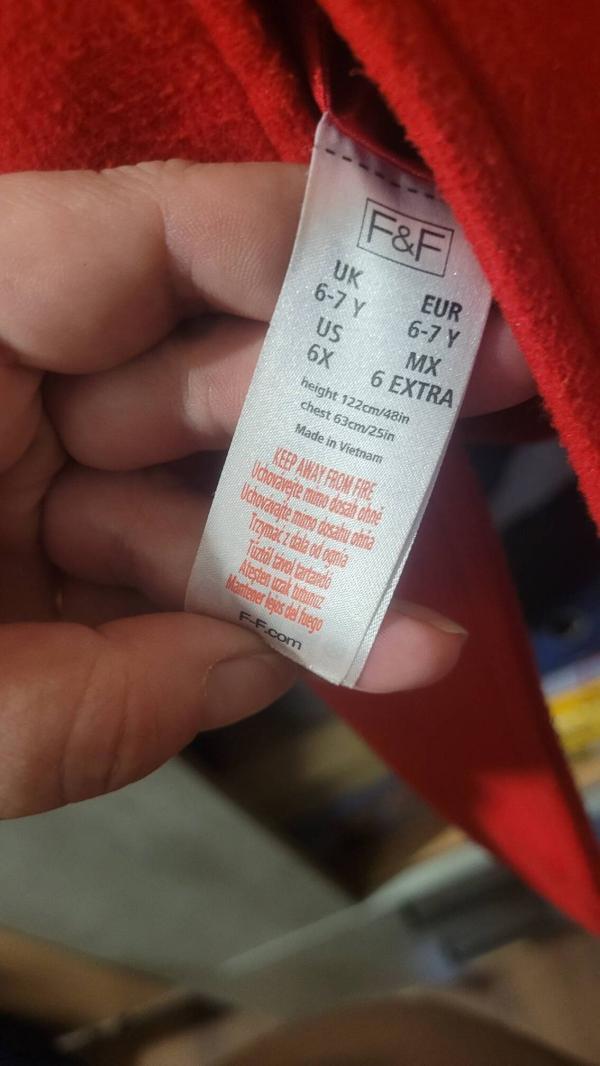 F&F
UK
6-7 Y
EUR
6-7 Y
US
6X
MX
6 EXTRA
height 122cm/48in
chest 63cm/25in
Made in Vietnam
KEEP AWAY FROM FIRE
Uchovávejte mimo dosah ohně
Uchovávajte mimo dosahu ohňa
Trzymać z dala od ognia
Tűztől távol tartandó
Ateşten uzak tutunuz
Mantener lejos del fuego
F-F.com